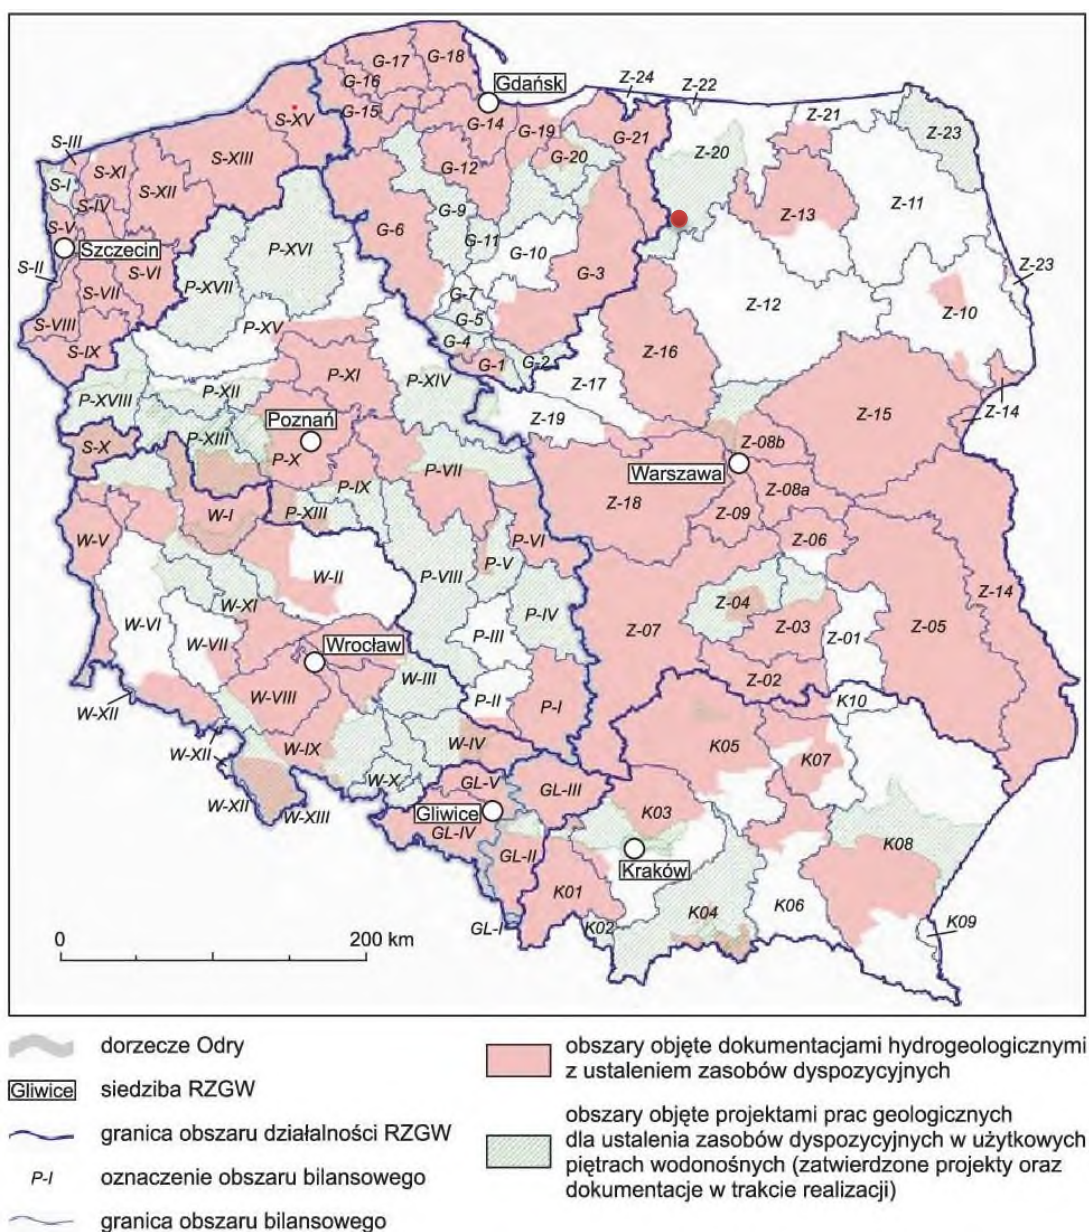 G-17
G-18
G-16
G-15
Gdańsk
Z-24
Z-22
Z-21
Z-23
S-XV
G-14
G-19
G-21
Z-20
S-III
S-XIII
G-12
G-20
S-I
S-XI
S-XII
S-IV
S-V
G-9
Z-13
Z-11
G-6
Szczecin
P-XVI
G-11
G-10
S-II
S-VI
P-XVII
G-3
Z-23
S-VII
G-7
Z-12
Z-10
S-VIII
P-XV
G-5
G-4
S-IX
G-1
G-2
Z-16
P-XI
P-XIV
Z-17
P-XVIII
P-XII
Z-14
Z-19
Z-15
Poznań
P-XIII
S-X
P-X
Z-08b
P-VII
Warszawa
P-IX
Z-08a
Z-18
P-XIII
W-I
Z-09
W-V
P-VI
Z-06
P-V
W-II
P-VIII
W-XI
Z-04
Z-14
P-IV
W-VI
Z-07
Z-03
Z-05
W-VII
P-III
Z-01
Wrocław
W-III
Z-02
W-VIII
P-II
P-I
K10
W-XII
W-IX
W-IV
K05
W-XII
K07
W-X
GL-V
GL-III
W-XII
W-XIII
Gliwice
K03
GL-IV
K08
GL-II
Kraków
K01
K04
K06
K02
K09
GL-I
0
200 km
dorzecze Odry
Gliwice
siedziba RZGW
granica obszaru działalności RZGW
P-I
oznaczenie obszaru bilansowego
granica obszaru bilansowego
obszary objęte dokumentacjami hydrogeologicznymi
z ustaleniem zasobów dyspozycyjnych
obszary objęte projektami prac geologicznych
dla ustalenia zasobów dyspozycyjnych w użytkowych
piętrach wodonośnych (zatwierdzone projekty oraz
dokumentacje w trakcie realizacji)